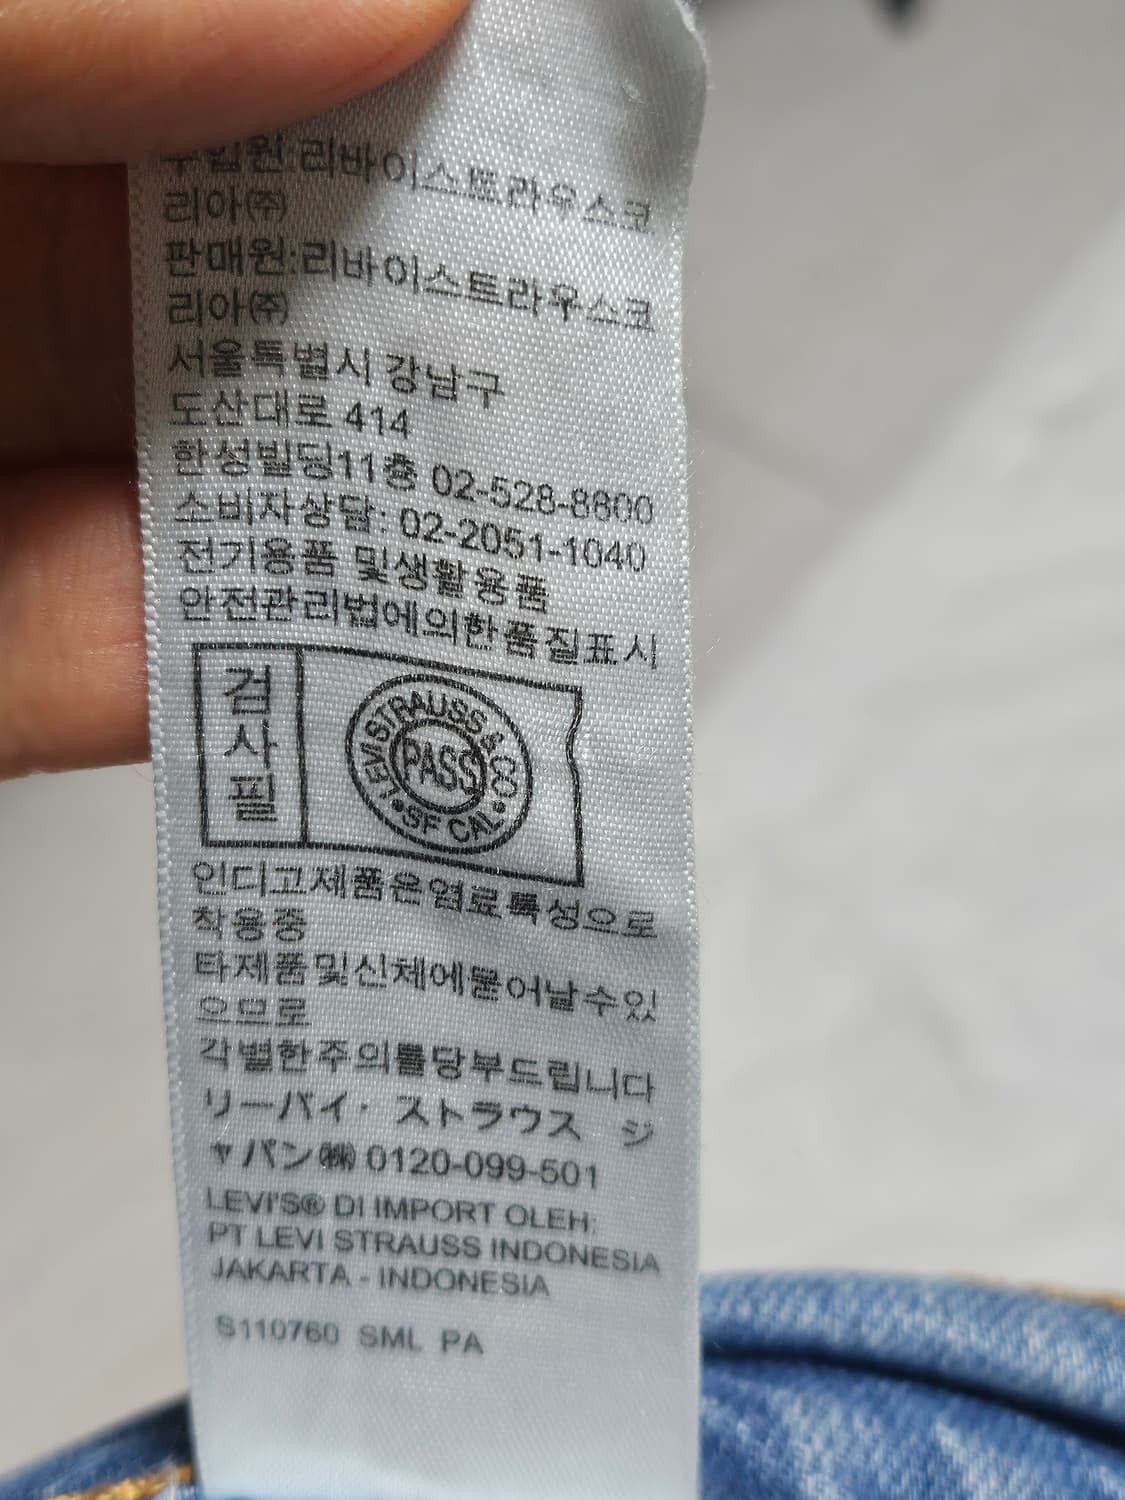 수입원:리바이스트라우스코
리아㈜
판매원:리바이스트라우스코
리아㈜
서울특별시 강남구
도산대로 414
한성빌딩11층 02-528-8800
소비자상담: 02-2051-1040
전기용품 및생활용품
안전관리법에의한품질표시
검
사
필
LEVI STRAUSS & CO
PASS
SF CAL
인디고제품은염료특성으로
착용중
타제품및신체에묻어날수있
으므로
각별한주의를당부드립니다
リーバイ・ ストラウス ジ
ャパン㈱ 0120-099-501
LEVI'S® DI IMPORT OLEH:
PT LEVI STRAUSS INDONESIA
JAKARTA - INDONESIA
S110760 SML PA